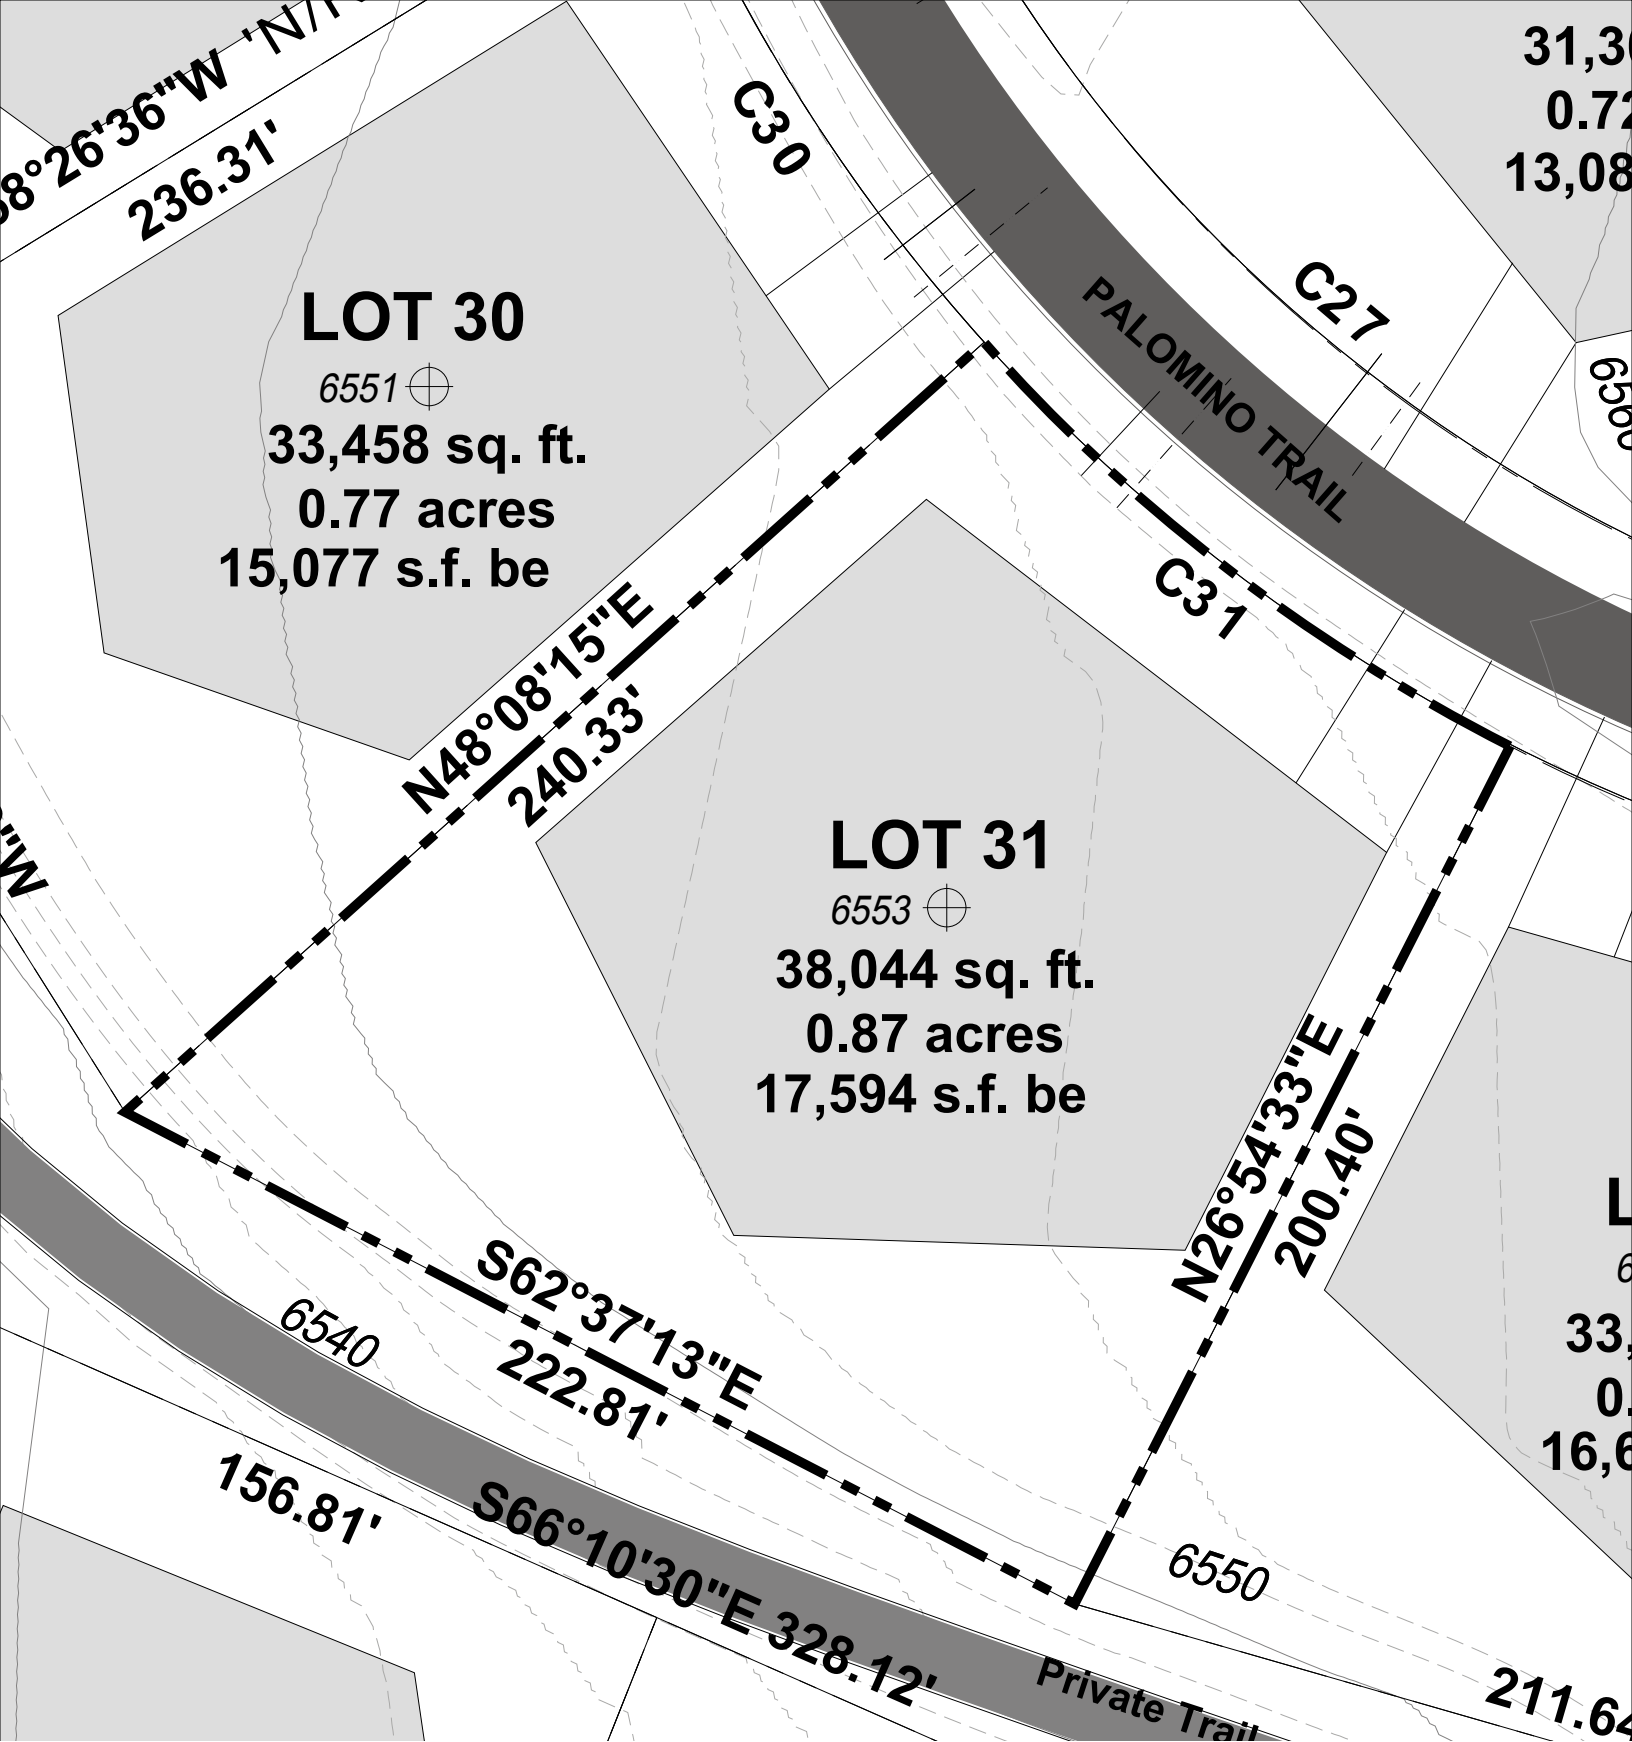 8°26'36"W 'N/
236.31'
C30
31,3
0.72
13,08
C27
PALOMINO TRAIL
LOT 30
6551
33,458 sq. ft.
0.77 acres
15,077 s.f. be
N48°08'15"E
240.33'
C31
656
"W
LOT 31
6553
38,044 sq. ft.
0.87 acres
17,594 s.f. be
N26°54'33"E
200.40'
L
6
33,
0.
16,6
S62°37'13"E
222.81'
6540
156.81'
S66°10'30"E 328.12'
6550
Private Trail
211.64